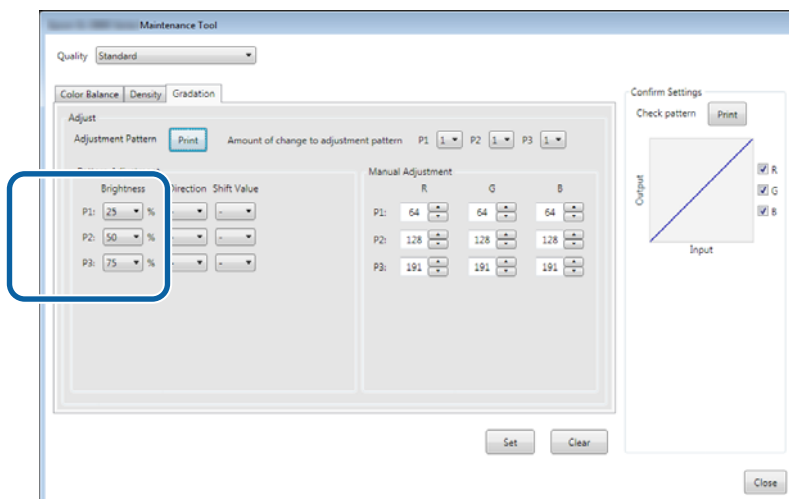 Maintenance Tool
Quality Standard
Color Balance Density Gradation
Adjust
Adjustment Pattern Print Amount of change to adjustment pattern P1 1 P2 1 P3 1
Brightness Direction Shift Value
P1: 25 % - -
P2: 50 % - -
P3: 75 % - -
Manual Adjustment
R G B
P1: 64 64 64
P2: 128 128 128
P3: 191 191 191
Set Clear
Confirm Settings
Check pattern Print
Output
Input
R
G
B
Close